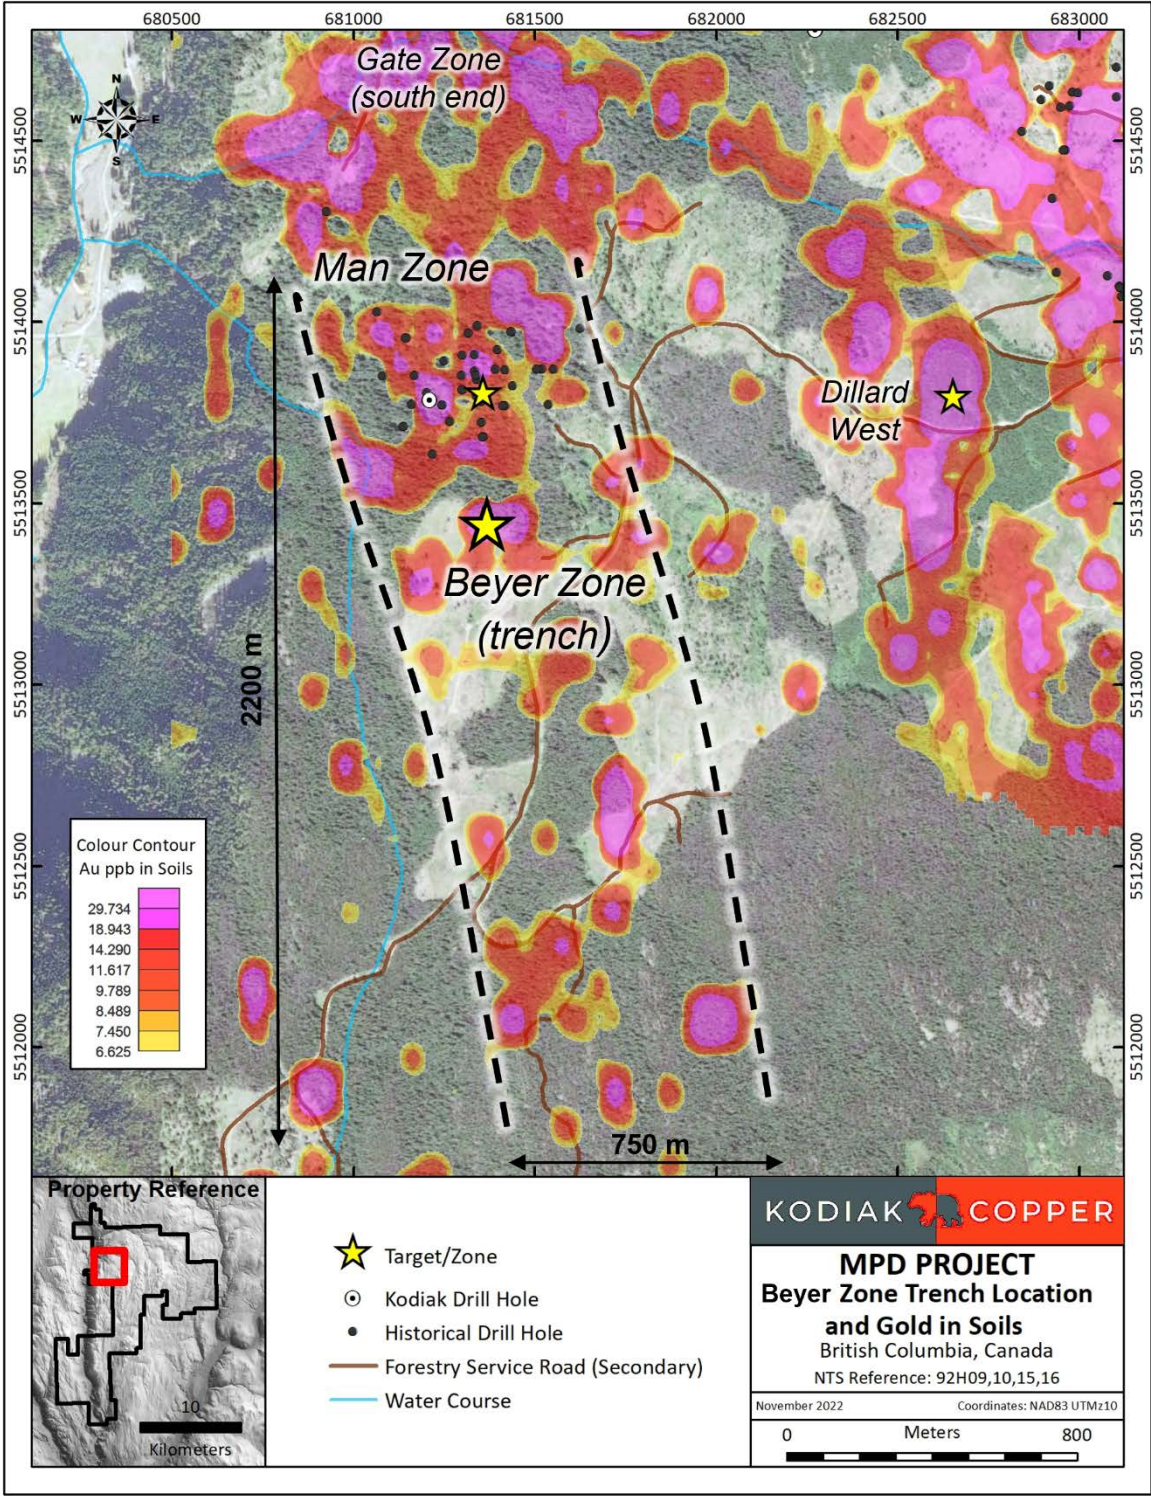 680500 681000 681500 682000 682500 683000
Gate Zone
(south end)
N
W E
S
5514500 5514500
Man Zone
5514000 5514000
Dillard
West
5513500 5513500
Beyer Zone
(trench)
2200 m
5513000 5513000
Colour Contour
Au ppb in Soils
29.734
18.943
14.290
11.617
9.789
8.489
7.450
6.625
5512500 5512500
5512000 5512000
750 m
Property Reference
10
Kilometers
Target/Zone
Kodiak Drill Hole
Historical Drill Hole
Forestry Service Road (Secondary)
Water Course
KODIAK COPPER
MPD PROJECT
Beyer Zone Trench Location
and Gold in Soils
British Columbia, Canada
NTS Reference: 92H09,10,15,16
November 2022 Coordinates: NAD83 UTMz10
0 Meters 800